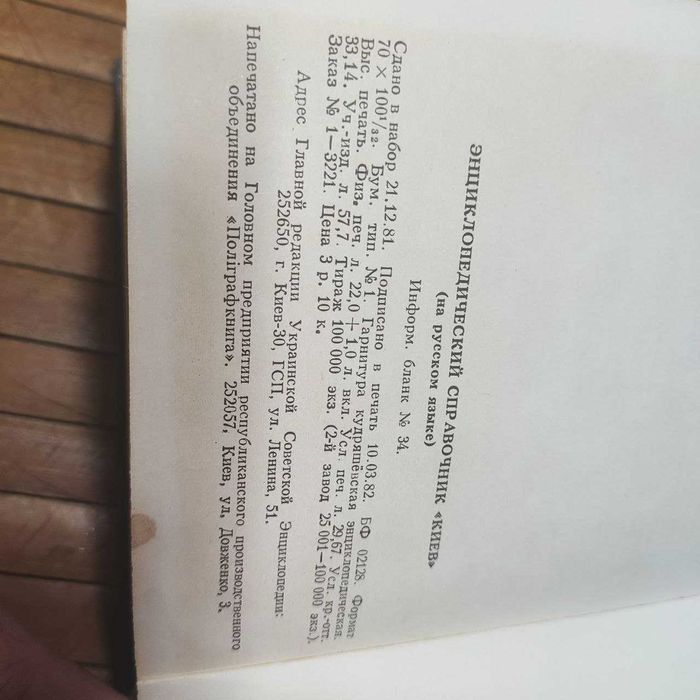 ЭНЦИКЛОПЕДИЧЕСКИЙ СПРАВОЧНИК «КИЕВ»
(на русском языке)
Информ. бланк № 34.
Сдано в набор 21.12.81. Подписано в печать 10.03.82. БФ 02128. Формат
70 × 100¹/₃₂. Бум. тип. № 1. Гарнитура кудряшёвская энциклопедическая.
Выс. печать. Физ. печ. л. 22,0 + 1,0 л. вкл. Усл. печ. л. 29,67. Усл. кр.-отт.
33,14. Уч.-изд. л. 57,7. Тираж 100 000 экз. (2-й завод 25 001—100 000 экз.).
Заказ № 1—3221. Цена 3 р. 10 к.
Адрес Главной редакции Украинской Советской Энциклопедии:
252650, г. Киев-30, ГСП, ул. Ленина, 51.
Напечатано на Головном предприятии республиканского производственного
объединения «Поліграфкнига». 252057, Киев, ул. Довженко, 3.